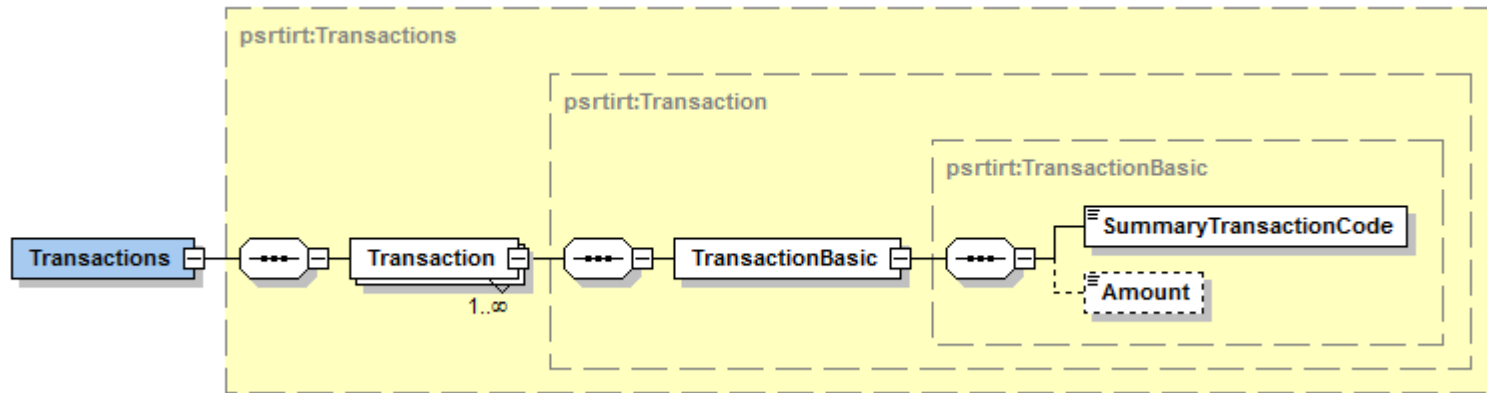 psrtirt:Transactions
psrtirt:Transaction
psrtirt:TransactionBasic
SummaryTransactionCode
Transactions
Transaction
TransactionBasic
Amount
1..∞